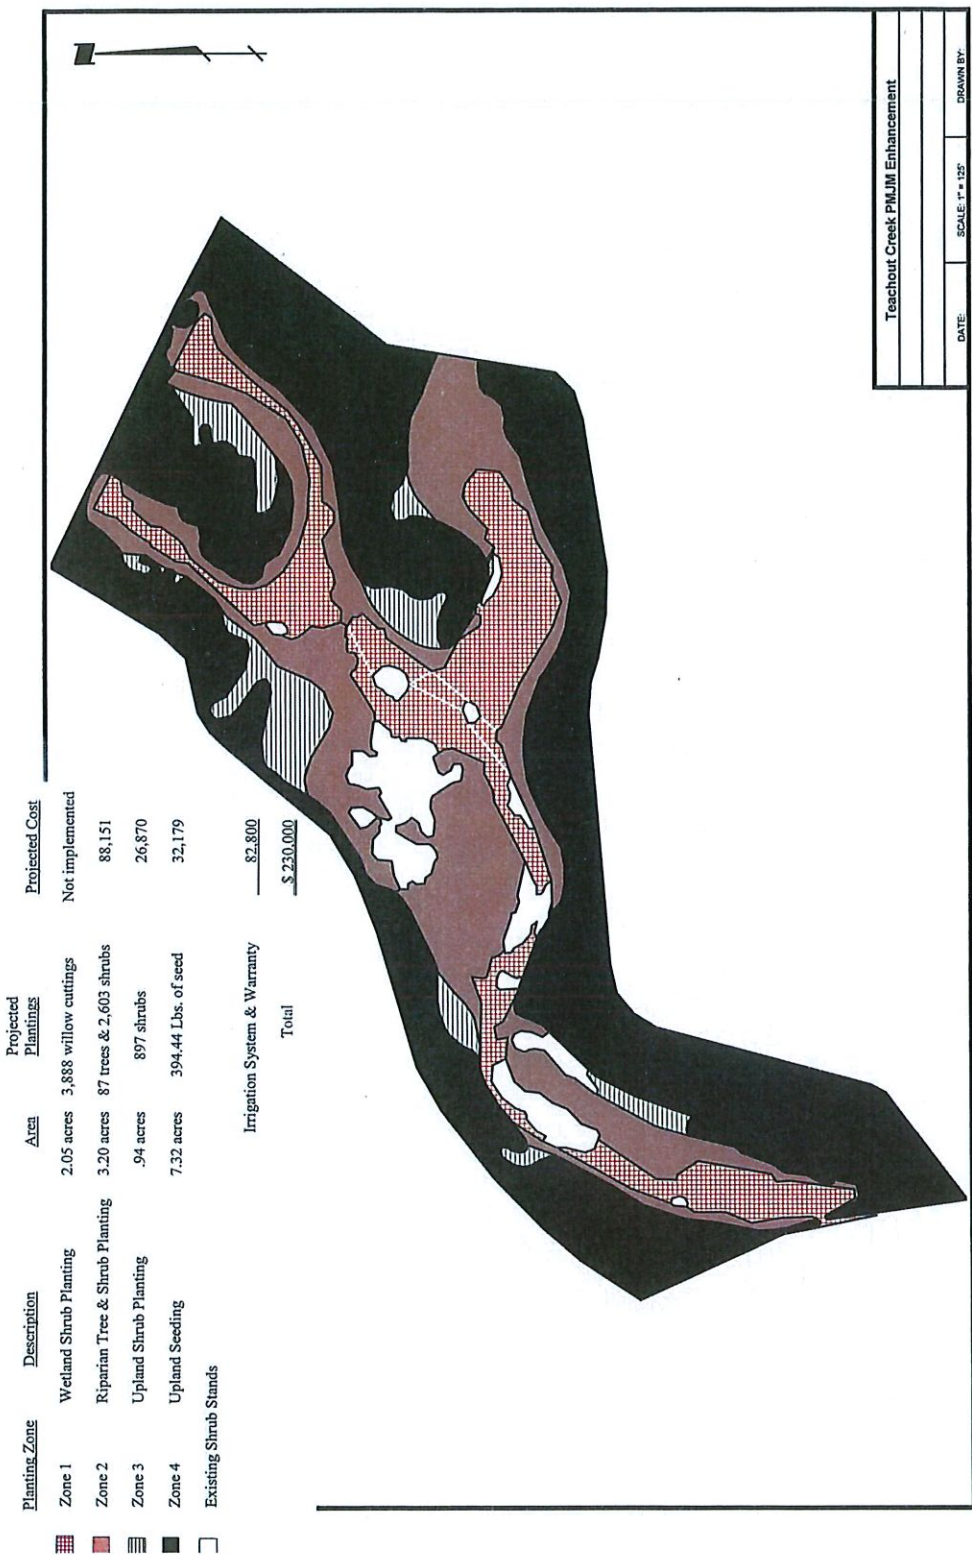 Planting Zone Description Area Projected Plantings Projected Cost
Zone 1 Wetland Shrub Planting 2.05 acres 3,888 willow cuttings Not implemented
Zone 2 Riparian Tree & Shrub Planting 3.20 acres 87 trees & 2,603 shrubs 88,151
Zone 3 Upland Shrub Planting .94 acres 897 shrubs 26,870
Zone 4 Upland Seeding 7.32 acres 394.44 Lbs. of seed 32,179
Existing Shrub Stands
Irrigation System & Warranty 82,800
Total $ 230,000
Teachout Creek PMJM Enhancement
DATE: SCALE: 1" = 125' DRAWN BY: